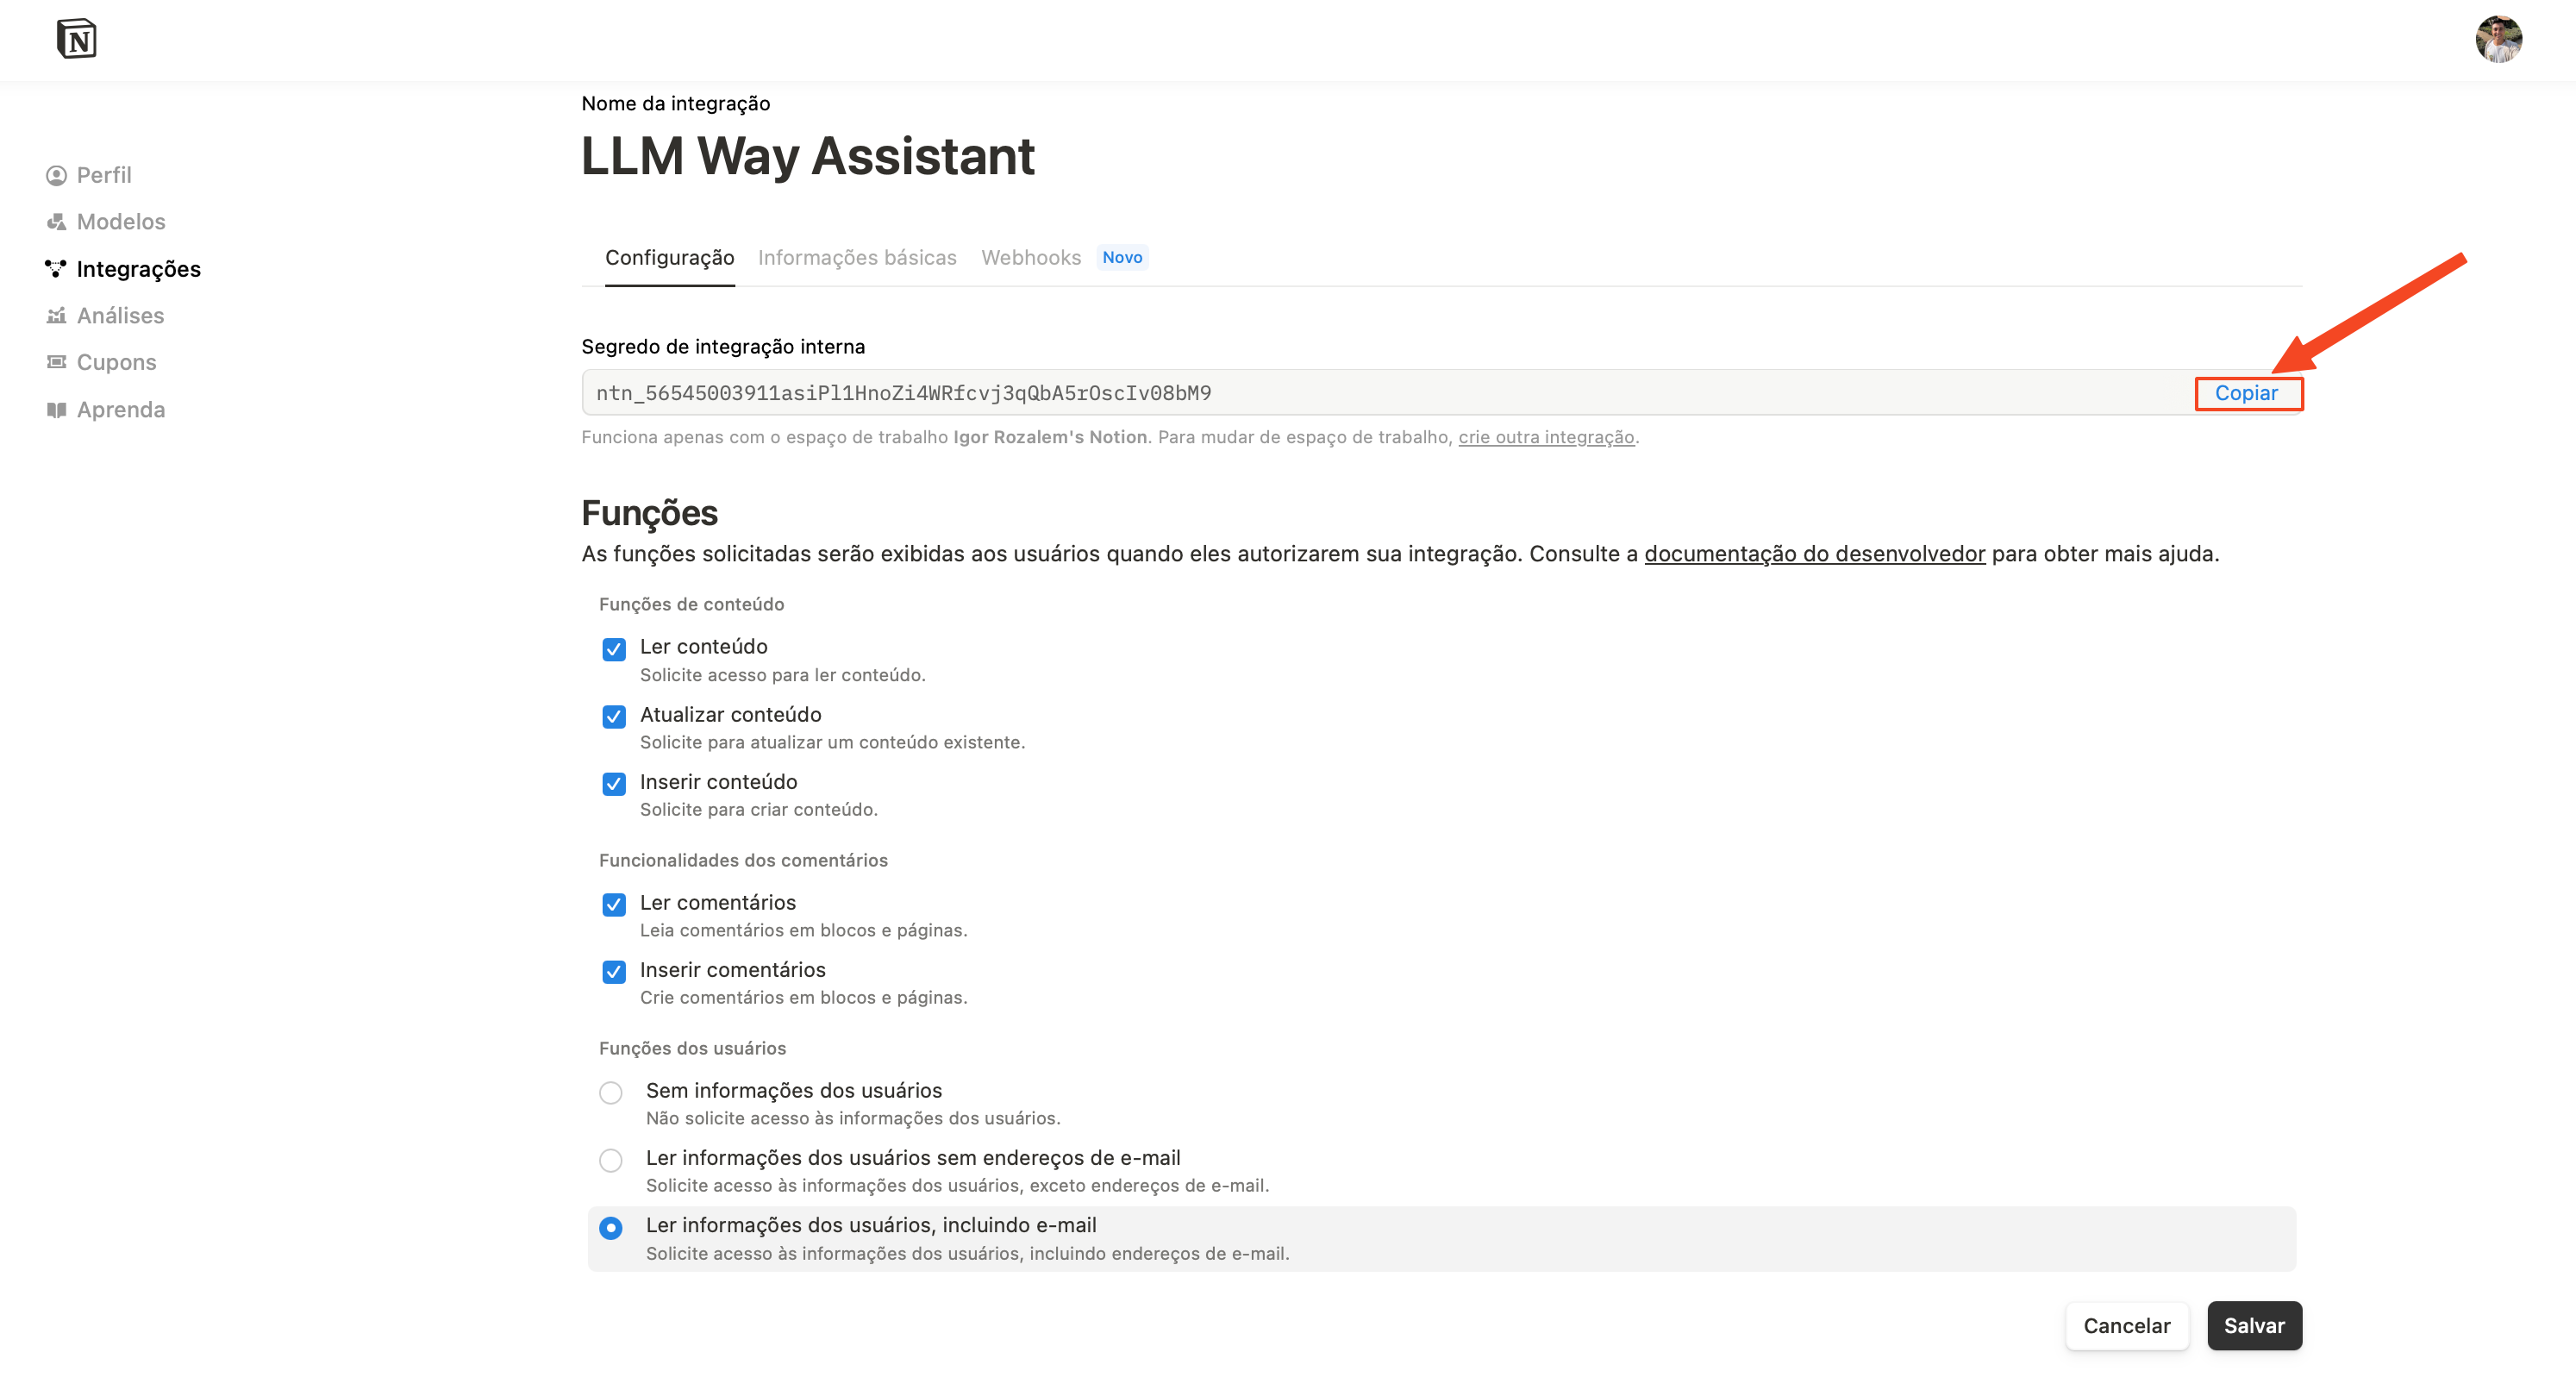 Nome da integração
LLM Way Assistant
Perfil
Modelos
Integrações
Análises
Cupons
Aprenda
Configuração Informações básicas Webhooks Novo
Segredo de integração interna
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 Copiar
Funciona apenas com o espaço de trabalho Igor Rozalem's Notion. Para mudar de espaço de trabalho, crie outra integração.
Funções
As funções solicitadas serão exibidas aos usuários quando eles autorizarem sua integração. Consulte a documentação do desenvolvedor para obter mais ajuda.
Funções de conteúdo
Ler conteúdo
Solicite acesso para ler conteúdo.
Atualizar conteúdo
Solicite para atualizar um conteúdo existente.
Inserir conteúdo
Solicite para criar conteúdo.
Funcionalidades dos comentários
Ler comentários
Leia comentários em blocos e páginas.
Inserir comentários
Crie comentários em blocos e páginas.
Funções dos usuários
Sem informações dos usuários
Não solicite acesso às informações dos usuários.
Ler informações dos usuários sem endereços de e-mail
Solicite acesso às informações dos usuários, exceto endereços de e-mail.
Ler informações dos usuários, incluindo e-mail
Solicite acesso às informações dos usuários, incluindo endereços de e-mail.
Cancelar Salvar